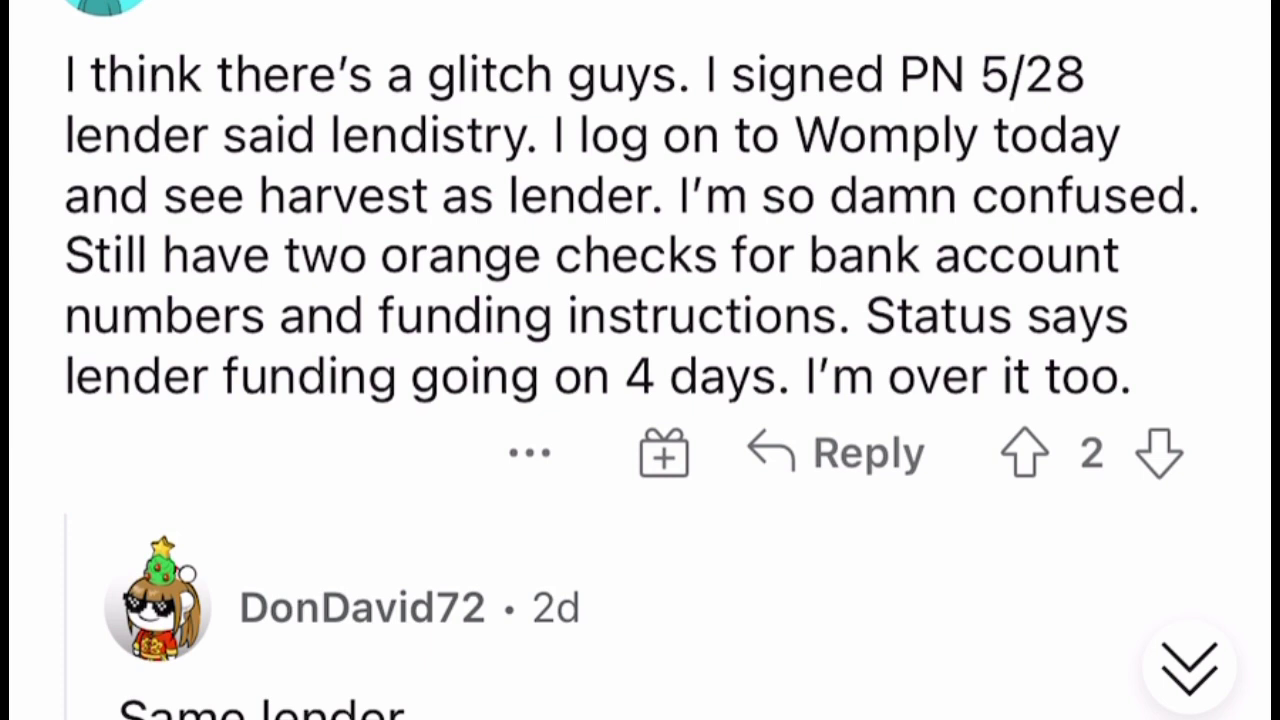 I think there’s a glitch guys. I signed PN 5/28
lender said lendistry. I log on to Womply today
and see harvest as lender. I’m so damn confused.
Still have two orange checks for bank account
numbers and funding instructions. Status says
lender funding going on 4 days. I’m over it too.
... Reply 2
DonDavid72 · 2d
Same lender